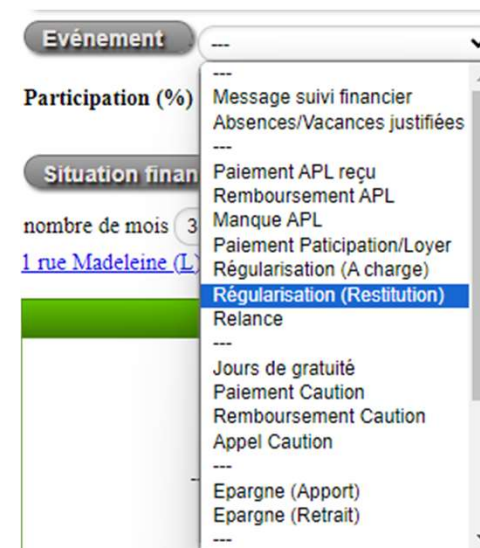 Evénement
---
---
Message suivi financier
Absences/Vacances justifiées
---
Paiement APL reçu
Remboursement APL
Manque APL
Paiement Paticipation/Loyer
Régularisation (A charge)
Régularisation (Restitution)
Relance
---
Jours de gratuité
Paiement Caution
Remboursement Caution
Appel Caution
---
Epargne (Apport)
Epargne (Retrait)
---
Participation (%)
Situation finan
nombre de mois 3
1 rue Madeleine (L)